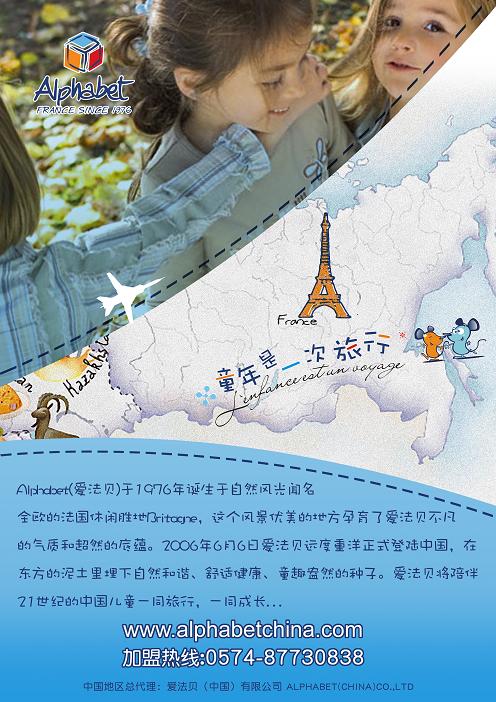 Alphabet
FRANCE SINCE 1976
France
Kazakhs
an
童年是一次旅行
L'enfance est un voyage
Alphabet(爱法贝)于1976年诞生于自然风光闻名
全欧的法国休闲胜地Britagne，这个风景优美的地方孕育了爱法贝不凡
的气质和超然的底蕴。2006年6月6日爱法贝远度重洋正式登陆中国，在
东方的泥土里埋下自然和谐、舒适健康、童趣盎然的种子。爱法贝将陪伴
21世纪的中国儿童一同旅行，一同成长...
www.alphabetchina.com
加盟热线:0574-87730838
中国地区总代理：爱法贝（中国）有限公司 ALPHABET(CHINA)CO.,LTD